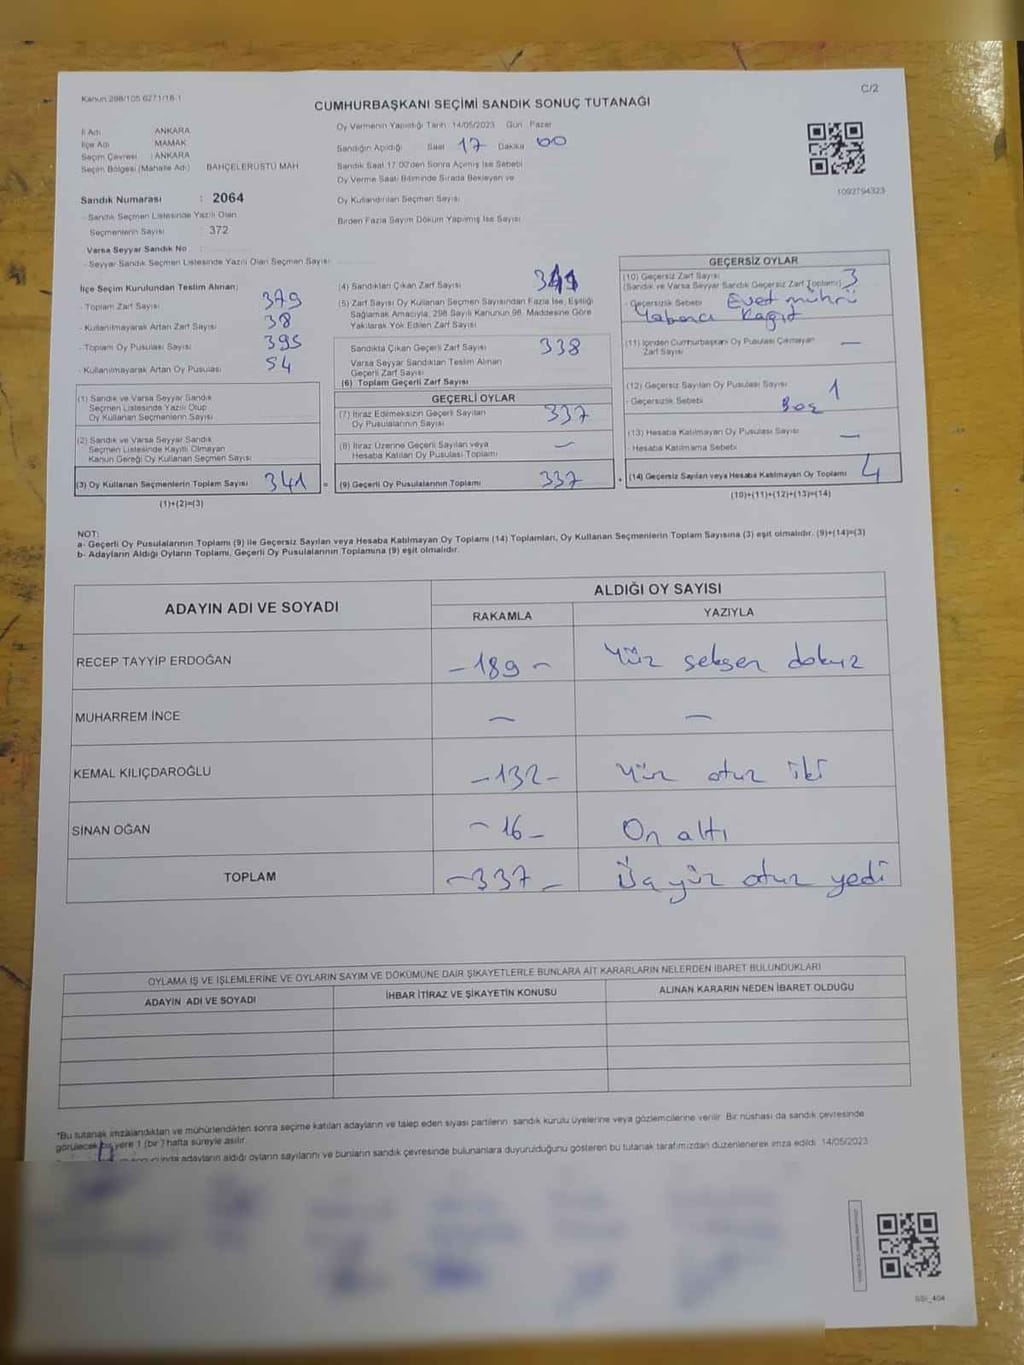 Kanun 298/105 6271/18-1
C/2
CUMHURBAŞKANI SEÇİMİ SANDIK SONUÇ TUTANAĞI
İl Adı ANKARA
İlçe Adı MAMAK
Seçim Çevresi : ANKARA
Seçim Bölgesi (Mahalle Adı) BAHÇELERÜSTÜ MAH
Sandık Numarası : 2064
- Sandık Seçmen Listesinde Yazılı Olan
Seçmenlerin Sayısı : 372
- Varsa Seyyar Sandık No
- Seyyar Sandık Seçmen Listesinde Yazılı Olan Seçmen Sayısı
Oy Vermenin Yapıldığı Tarih : 14/05/2023 Gün : Pazar
Sandığın Açıldığı Saat 17 Dakika 00
Sandık Saat 17:00'den Sonra Açılmış İse Sebebi
Oy Verme Saati Bitiminde Sırada Bekleyen ve
Oy Kullandırılan Seçmen Sayısı
Birden Fazla Sayım Döküm Yapılmış İse Sayısı
1093794323
İlçe Seçim Kurulundan Teslim Alınan;
- Toplam Zarf Sayısı 379
- Kullanılmayarak Artan Zarf Sayısı 38
- Toplam Oy Pusulası Sayısı 395
- Kullanılmayarak Artan Oy Pusulası 54
(1) Sandık ve Varsa Seyyar Sandık
Seçmen Listesinde Yazılı Olup
Oy Kullanan Seçmenlerin Sayısı
(2) Sandık ve Varsa Seyyar Sandık
Seçmen Listesinde Kayıtlı Olmayan
Kanun Gereği Oy Kullanan Seçmen Sayısı
(3) Oy Kullanan Seçmenlerin Toplam Sayısı 341 =
(1)+(2)=(3)
(4) Sandıktan Çıkan Zarf Sayısı 341
(5) Zarf Sayısı Oy Kullanan Seçmen Sayısından Fazla İse, Eşitliği
Sağlamak Amacıyla, 298 Sayılı Kanunun 98. Maddesine Göre
Yakılarak Yok Edilen Zarf Sayısı
Sandıkta Çıkan Geçerli Zarf Sayısı 338
Varsa Seyyar Sandıktan Teslim Alınan
Geçerli Zarf Sayısı
(6) Toplam Geçerli Zarf Sayısı
GEÇERLİ OYLAR
(7) İtiraz Edilmeksizin Geçerli Sayılan
Oy Pusulalarının Sayısı 337
(8) İtiraz Üzerine Geçerli Sayılan veya
Hesaba Katılan Oy Pusulası Toplamı —
(9) Geçerli Oy Pusulalarının Toplamı 337 +
GEÇERSİZ OYLAR
(10) Geçersiz Zarf Sayısı 3
(Sandık ve Varsa Seyyar Sandık Geçersiz Zarf Toplamı)
- Geçersizlik Sebebi Evet mührü
Yabancı Kağıt
(11) İçinden Cumhurbaşkanı Oy Pusulası Çıkmayan
Zarf Sayısı —
(12) Geçersiz Sayılan Oy Pusulası Sayısı 1
- Geçersizlik Sebebi Boş
(13) Hesaba Katılmayan Oy Pusulası Sayısı —
- Hesaba Katılmama Sebebi
(14) Geçersiz Sayılan veya Hesaba Katılmayan Oy Toplamı 4
(10)+(11)+(12)+(13)=(14)
NOT:
a- Geçerli Oy Pusulalarının Toplamı (9) ile Geçersiz Sayılan veya Hesaba Katılmayan Oy Toplamı (14) Toplamları, Oy Kullanan Seçmenlerin Toplam Sayısına (3) eşit olmalıdır. (9)+(14)=(3)
b- Adayların Aldığı Oyların Toplamı, Geçerli Oy Pusulalarının Toplamına (9) eşit olmalıdır.
ADAYIN ADI VE SOYADI ALDIĞI OY SAYISI
RAKAMLA YAZIYLA
RECEP TAYYİP ERDOĞAN –189– Yüz seksen dokuz
MUHARREM İNCE – –
KEMAL KILIÇDAROĞLU –132– Yüz otuz iki
SİNAN OĞAN –16– On altı
TOPLAM –337– Üç yüz otuz yedi
OYLAMA İŞ VE İŞLEMLERİNE VE OYLARIN SAYIM VE DÖKÜMÜNE DAİR ŞİKAYETLERLE BUNLARA AİT KARARLARIN NELERDEN İBARET BULUNDUKLARI
ADAYIN ADI VE SOYADI İHBAR İTİRAZ VE ŞİKAYETİN KONUSU ALINAN KARARIN NEDEN İBARET OLDUĞU
*Bu tutanak imzalandıktan ve mühürlendikten sonra seçime katılan adayların ve talep eden siyasi partilerin sandık kurulu üyelerine veya gözlemcilerine verilir. Bir nüshası da sandık çevresinde
görülecek bir yere 1 (bir) hafta süreyle asılır.
adayların aldığı oyların sayılarını ve bunların sandık çevresinde bulunanlara duyurulduğunu gösteren bu tutanak tarafımızdan düzenlenerek imza edildi. 14/05/2023
SSI_404